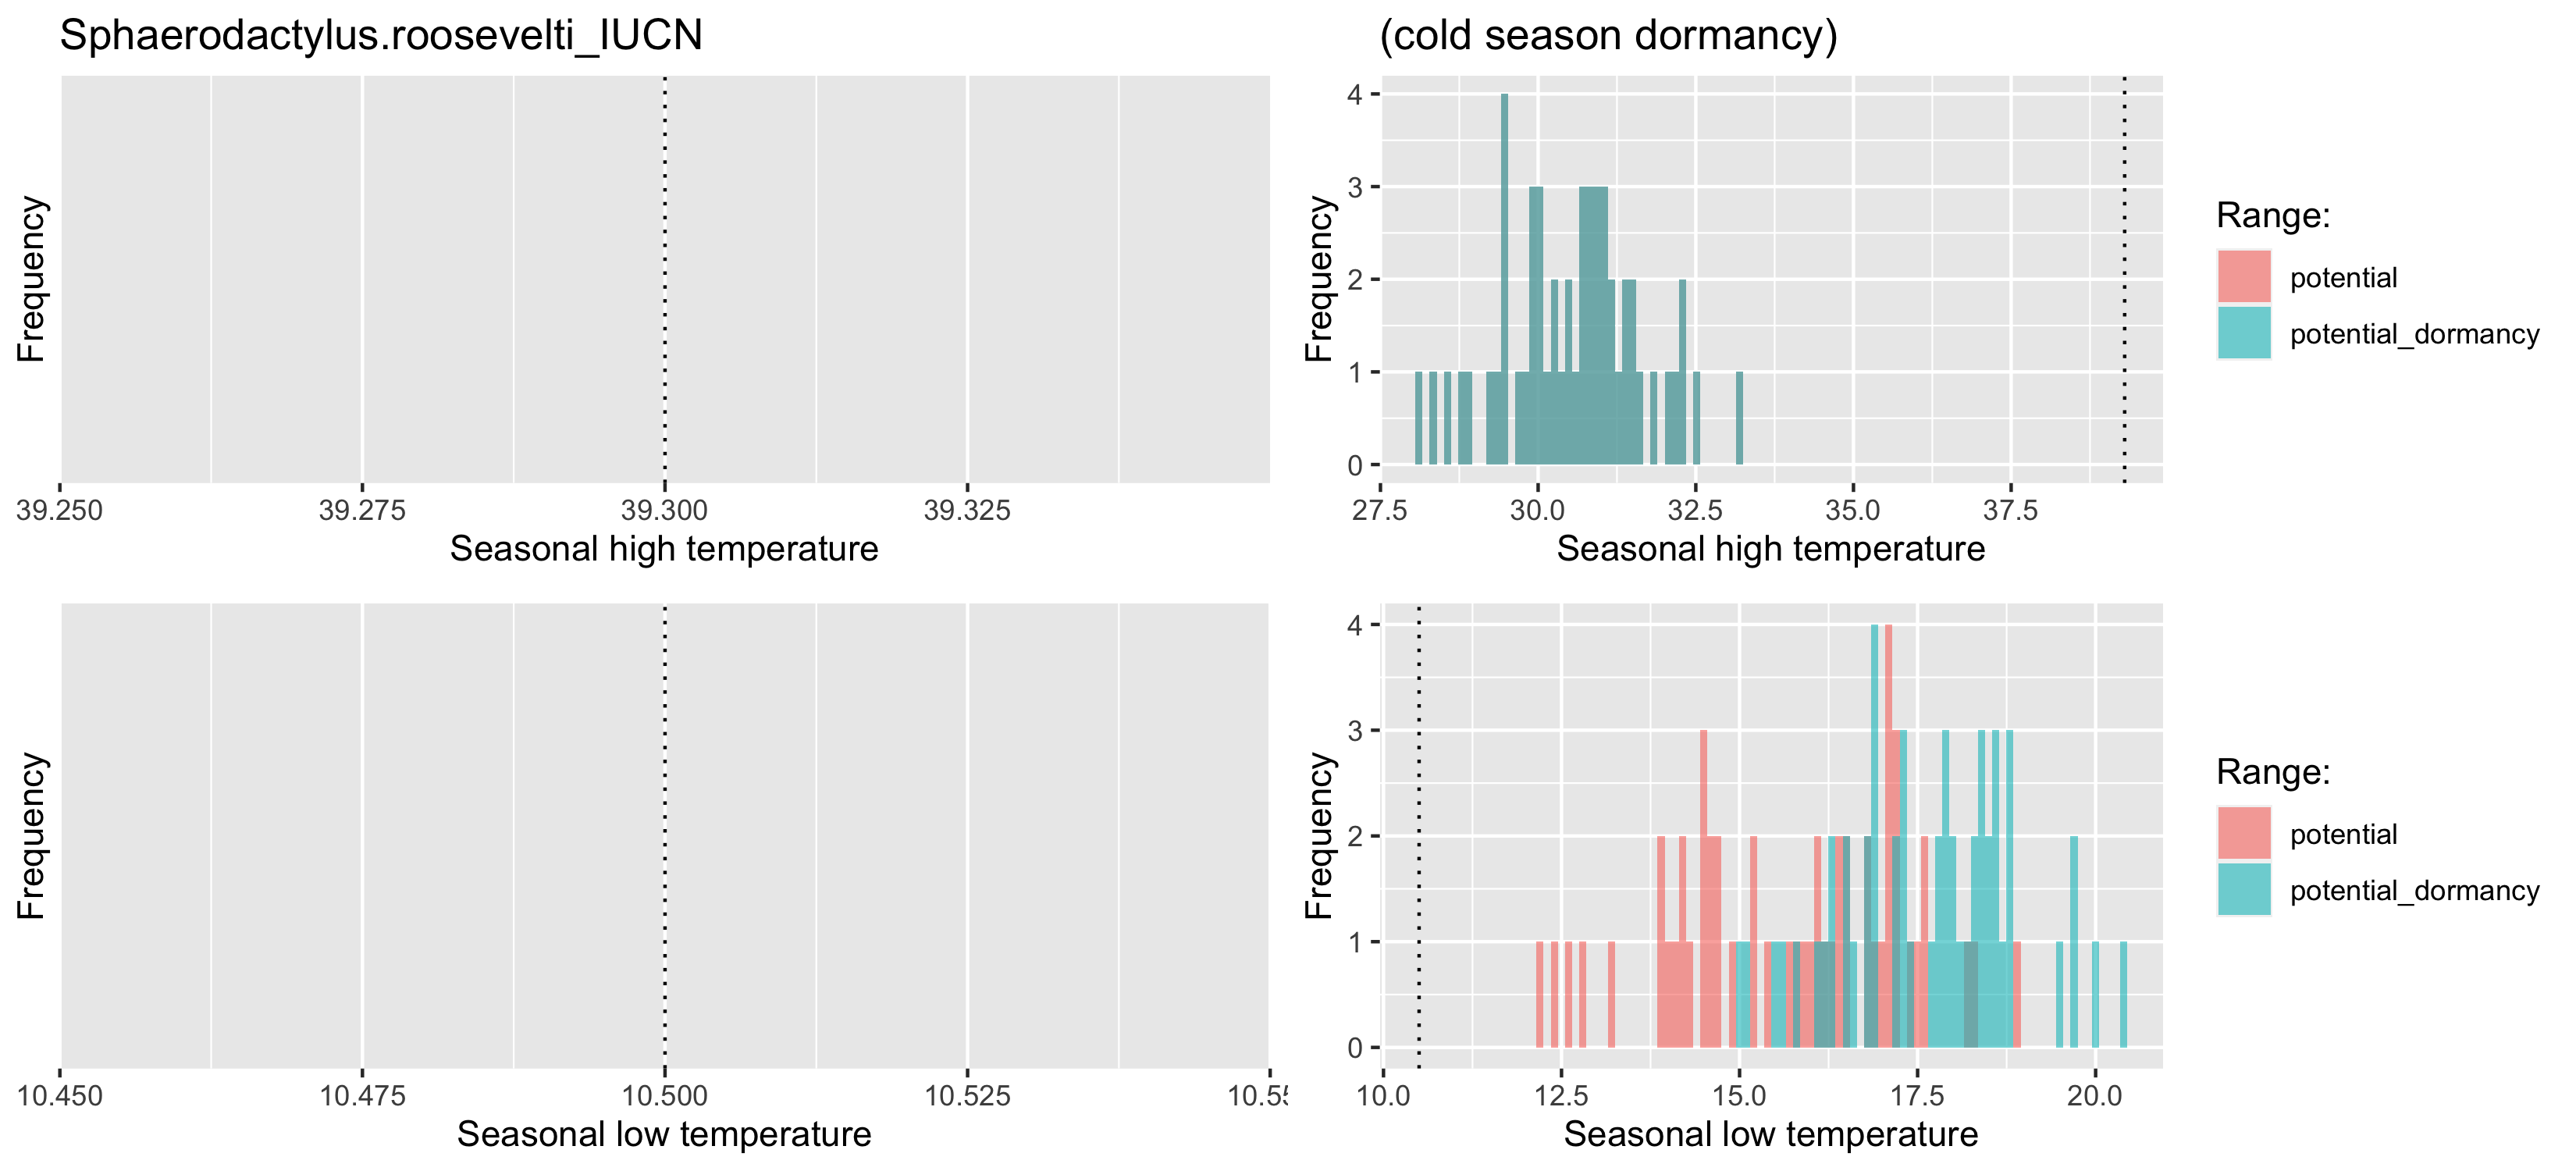 Sphaerodactylus.roosevelti_IUCN
(cold season dormancy)
Frequency
39.250 39.275 39.300 39.325
Seasonal high temperature
Frequency
4
3
2
1
0
27.5 30.0 32.5 35.0 37.5
Seasonal high temperature
Range:
potential
potential_dormancy
Frequency
10.450 10.475 10.500 10.525
Seasonal low temperature
Frequency
4
3
2
1
0
10.0 12.5 15.0 17.5 20.0
Seasonal low temperature
Range:
potential
potential_dormancy